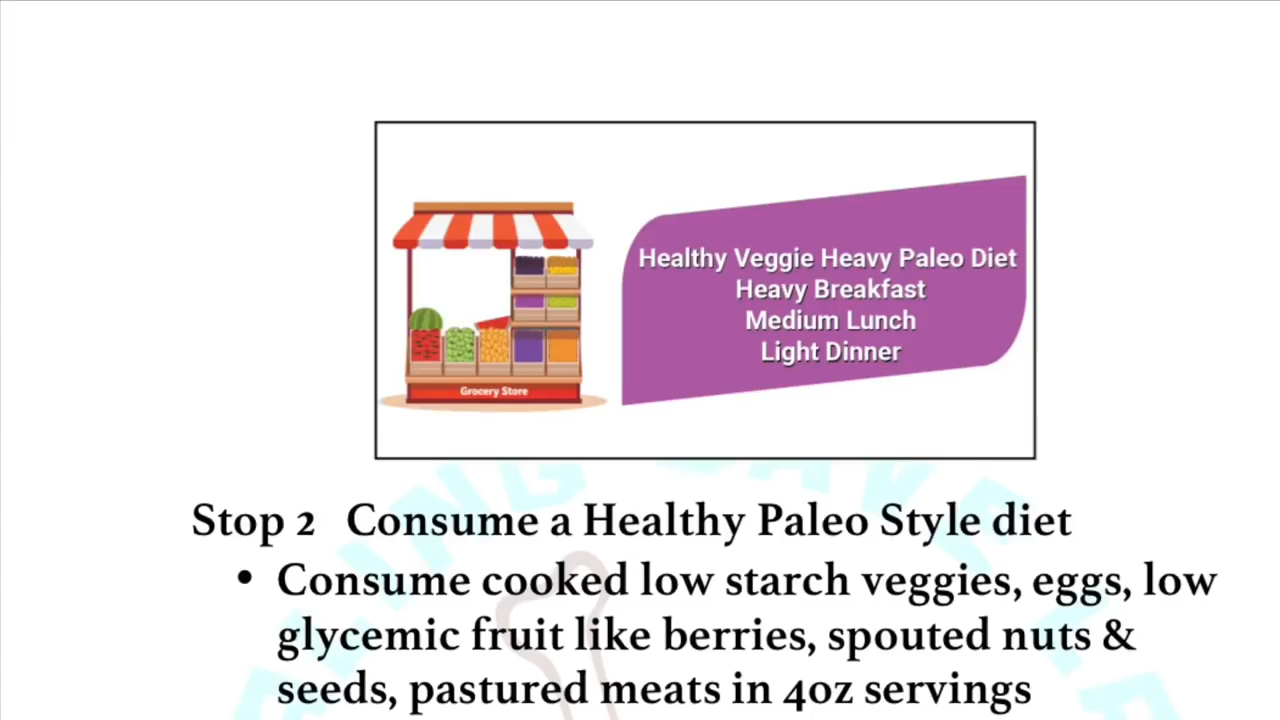 Healthy Veggie Heavy Paleo Diet
Heavy Breakfast
Medium Lunch
Light Dinner
Grocery Store
Stop 2 Consume a Healthy Paleo Style diet
• Consume cooked low starch veggies, eggs, low
glycemic fruit like berries, spouted nuts &
seeds, pastured meats in 4oz servings